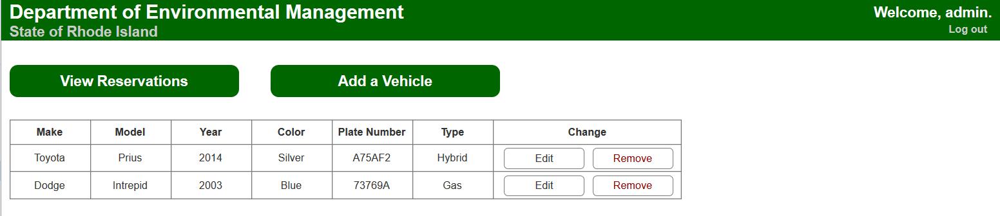 Department of Environmental Management
State of Rhode Island
Welcome, admin.
Log out
View Reservations
Add a Vehicle
Make Model Year Color Plate Number Type Change
Toyota Prius 2014 Silver A75AF2 Hybrid Edit Remove
Dodge Intrepid 2003 Blue 73769A Gas Edit Remove